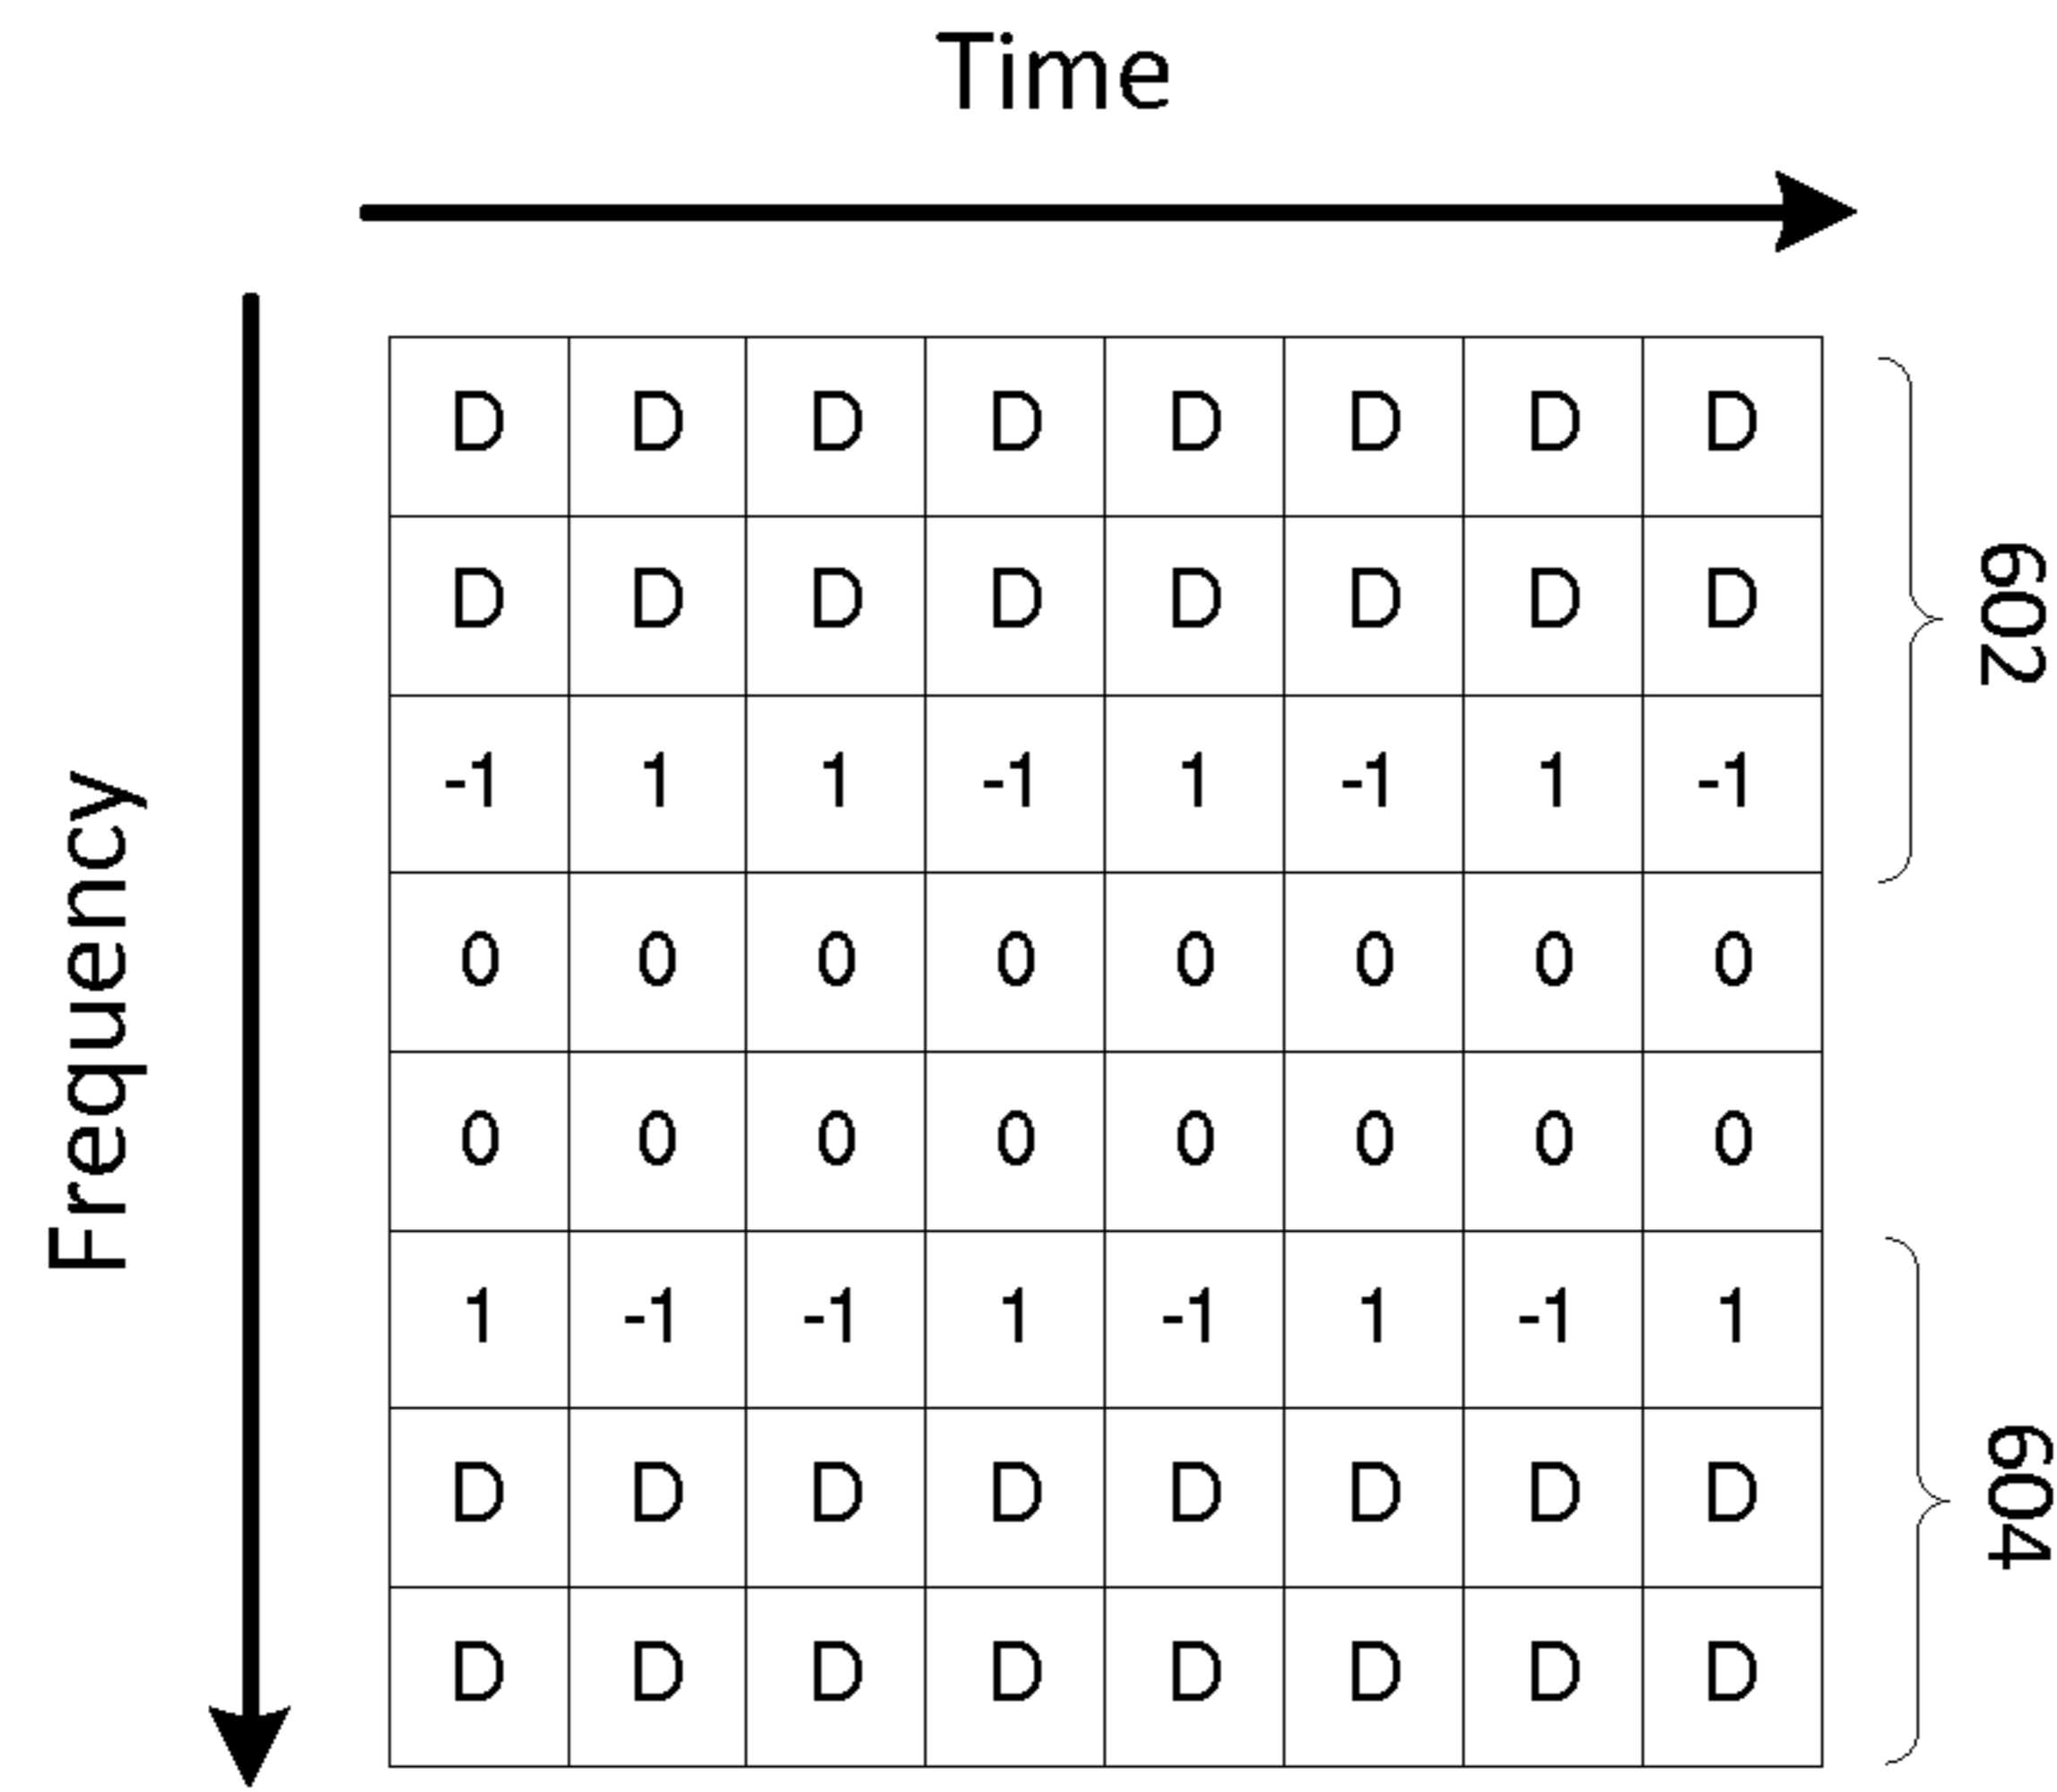 Time
Frequency
D D D D D D D D
D D D D D D D D
-1 1 1 -1 1 -1 1 -1
602
0 0 0 0 0 0 0 0
0 0 0 0 0 0 0 0
1 -1 -1 1 -1 1 -1 1
D D D D D D D D
D D D D D D D D
604